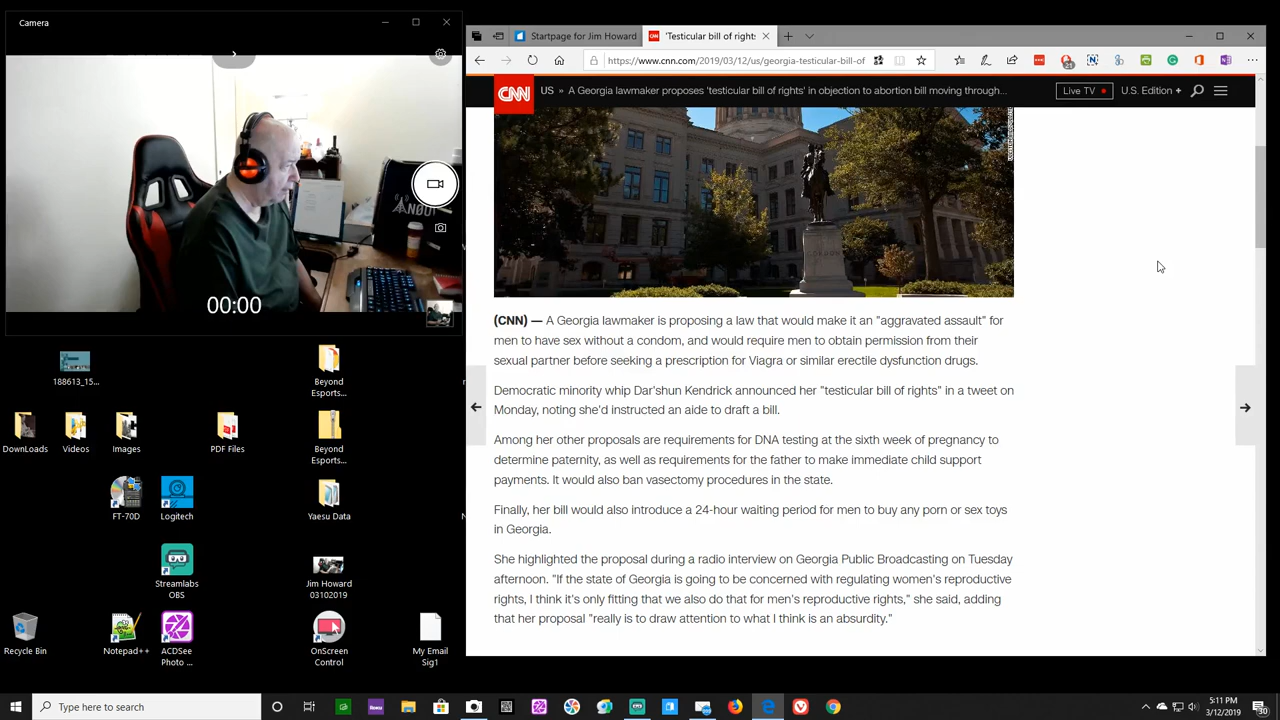 Camera
00:00
188613_15...
Beyond
Esports...
DownLoads
Videos
Images
PDF Files
Beyond
Esports...
FT-70D
Logitech
Yaesu Data
Streamlabs
OBS
Jim Howard
03102019
Recycle Bin
Notepad++
ACDSee
Photo ...
OnScreen
Control
My Email
Sig1
Startpage for Jim Howard
'Testicular bill of rights
https://www.cnn.com/2019/03/12/us/georgia-testicular-bill-of
21
CNN
US » A Georgia lawmaker proposes 'testicular bill of rights' in objection to abortion bill moving through...
Live TV
U.S. Edition +
(CNN) — A Georgia lawmaker is proposing a law that would make it an "aggravated assault" for
men to have sex without a condom, and would require men to obtain permission from their
sexual partner before seeking a prescription for Viagra or similar erectile dysfunction drugs.
Democratic minority whip Dar'shun Kendrick announced her "testicular bill of rights" in a tweet on
Monday, noting she'd instructed an aide to draft a bill.
Among her other proposals are requirements for DNA testing at the sixth week of pregnancy to
determine paternity, as well as requirements for the father to make immediate child support
payments. It would also ban vasectomy procedures in the state.
Finally, her bill would also introduce a 24-hour waiting period for men to buy any porn or sex toys
in Georgia.
She highlighted the proposal during a radio interview on Georgia Public Broadcasting on Tuesday
afternoon. "If the state of Georgia is going to be concerned with regulating women's reproductive
rights, I think it's only fitting that we also do that for men's reproductive rights," she said, adding
that her proposal "really is to draw attention to what I think is an absurdity."
Type here to search
Roku
5:11 PM
3/12/2019
30